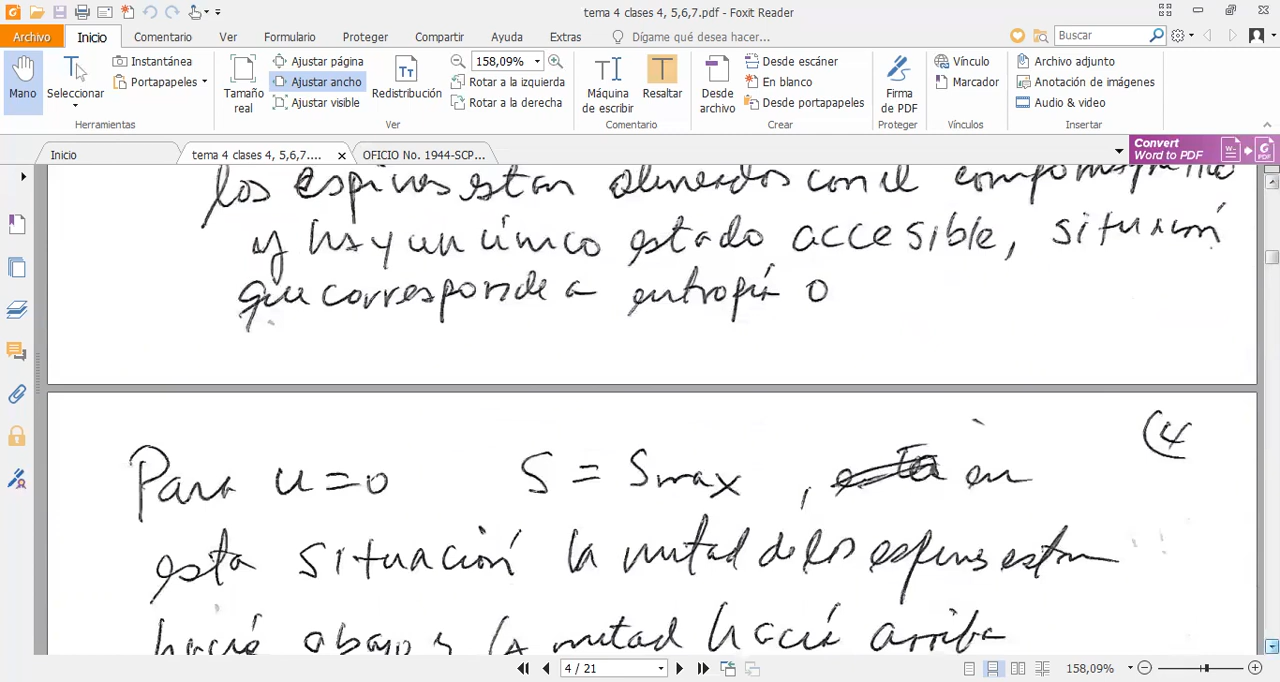 tema 4 clases 4, 5,6,7.pdf - Foxit Reader
Archivo Inicio Comentario Ver Formulario Proteger Compartir Ayuda Extras Dígame qué desea hacer... Buscar
Mano
Seleccionar
Instantánea
Portapapeles
Herramientas
Tamaño real
Ajustar página
Ajustar ancho
Ajustar visible
Redistribución
158,09%
Rotar a la izquierda
Rotar a la derecha
Ver
Máquina de escribir
Resaltar
Comentario
Desde archivo
Desde escáner
En blanco
Desde portapapeles
Crear
Firma de PDF
Proteger
Vínculo
Marcador
Vínculos
Archivo adjunto
Anotación de imágenes
Audio & video
Insertar
Inicio tema 4 clases 4, 5,6,7.... OFICIO No. 1944-SCP...
Convert
Word to PDF
los espines estan alineados con el campo magnético
y hay un único estado accesible, situación
que corresponde a entropía 0
(4
Para u=0 S = Smax , en
esta situación la mitad de los espines estan
hacia abajo y la mitad hacia arriba
4 / 21 158,09%